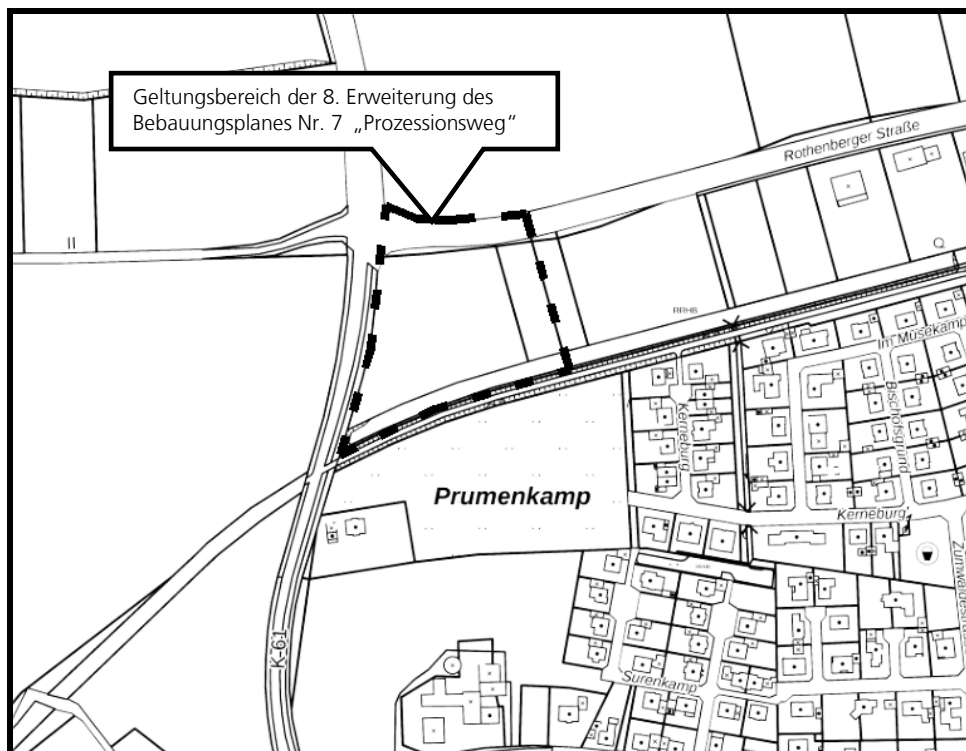 Geltungsbereich der 8. Erweiterung des
Bebauungsplanes Nr. 7 „Prozessionsweg“
Rothenberger Straße
II
Q
RRHB
Im Müsekamp
Bischofsgrund
Kerneburg
Prumenkamp
Kerneburg
K-61
Surenkamp